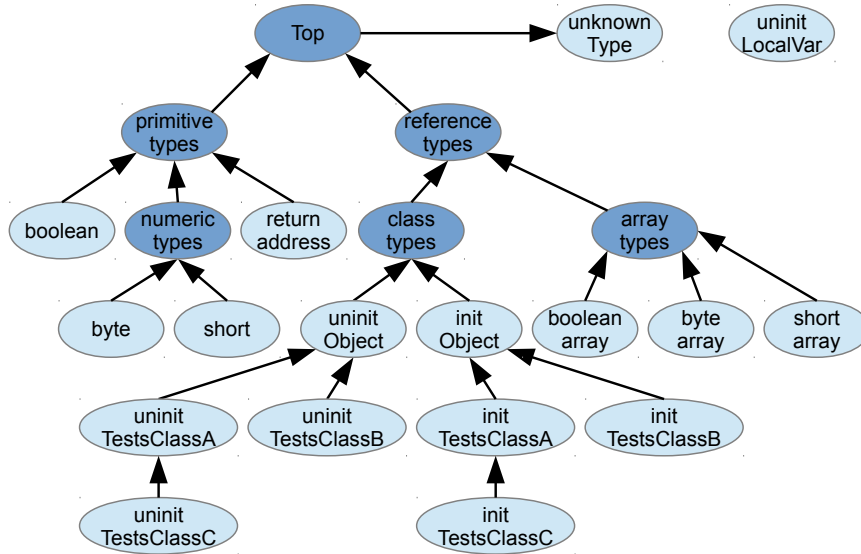 Top
unknown
Type
uninit
LocalVar
primitive
types
reference
types
boolean
numeric
types
return
address
class
types
array
types
byte
short
uninit
Object
init
Object
boolean
array
byte
array
short
array
uninit
TestsClassA
uninit
TestsClassB
init
TestsClassA
init
TestsClassB
uninit
TestsClassC
init
TestsClassC